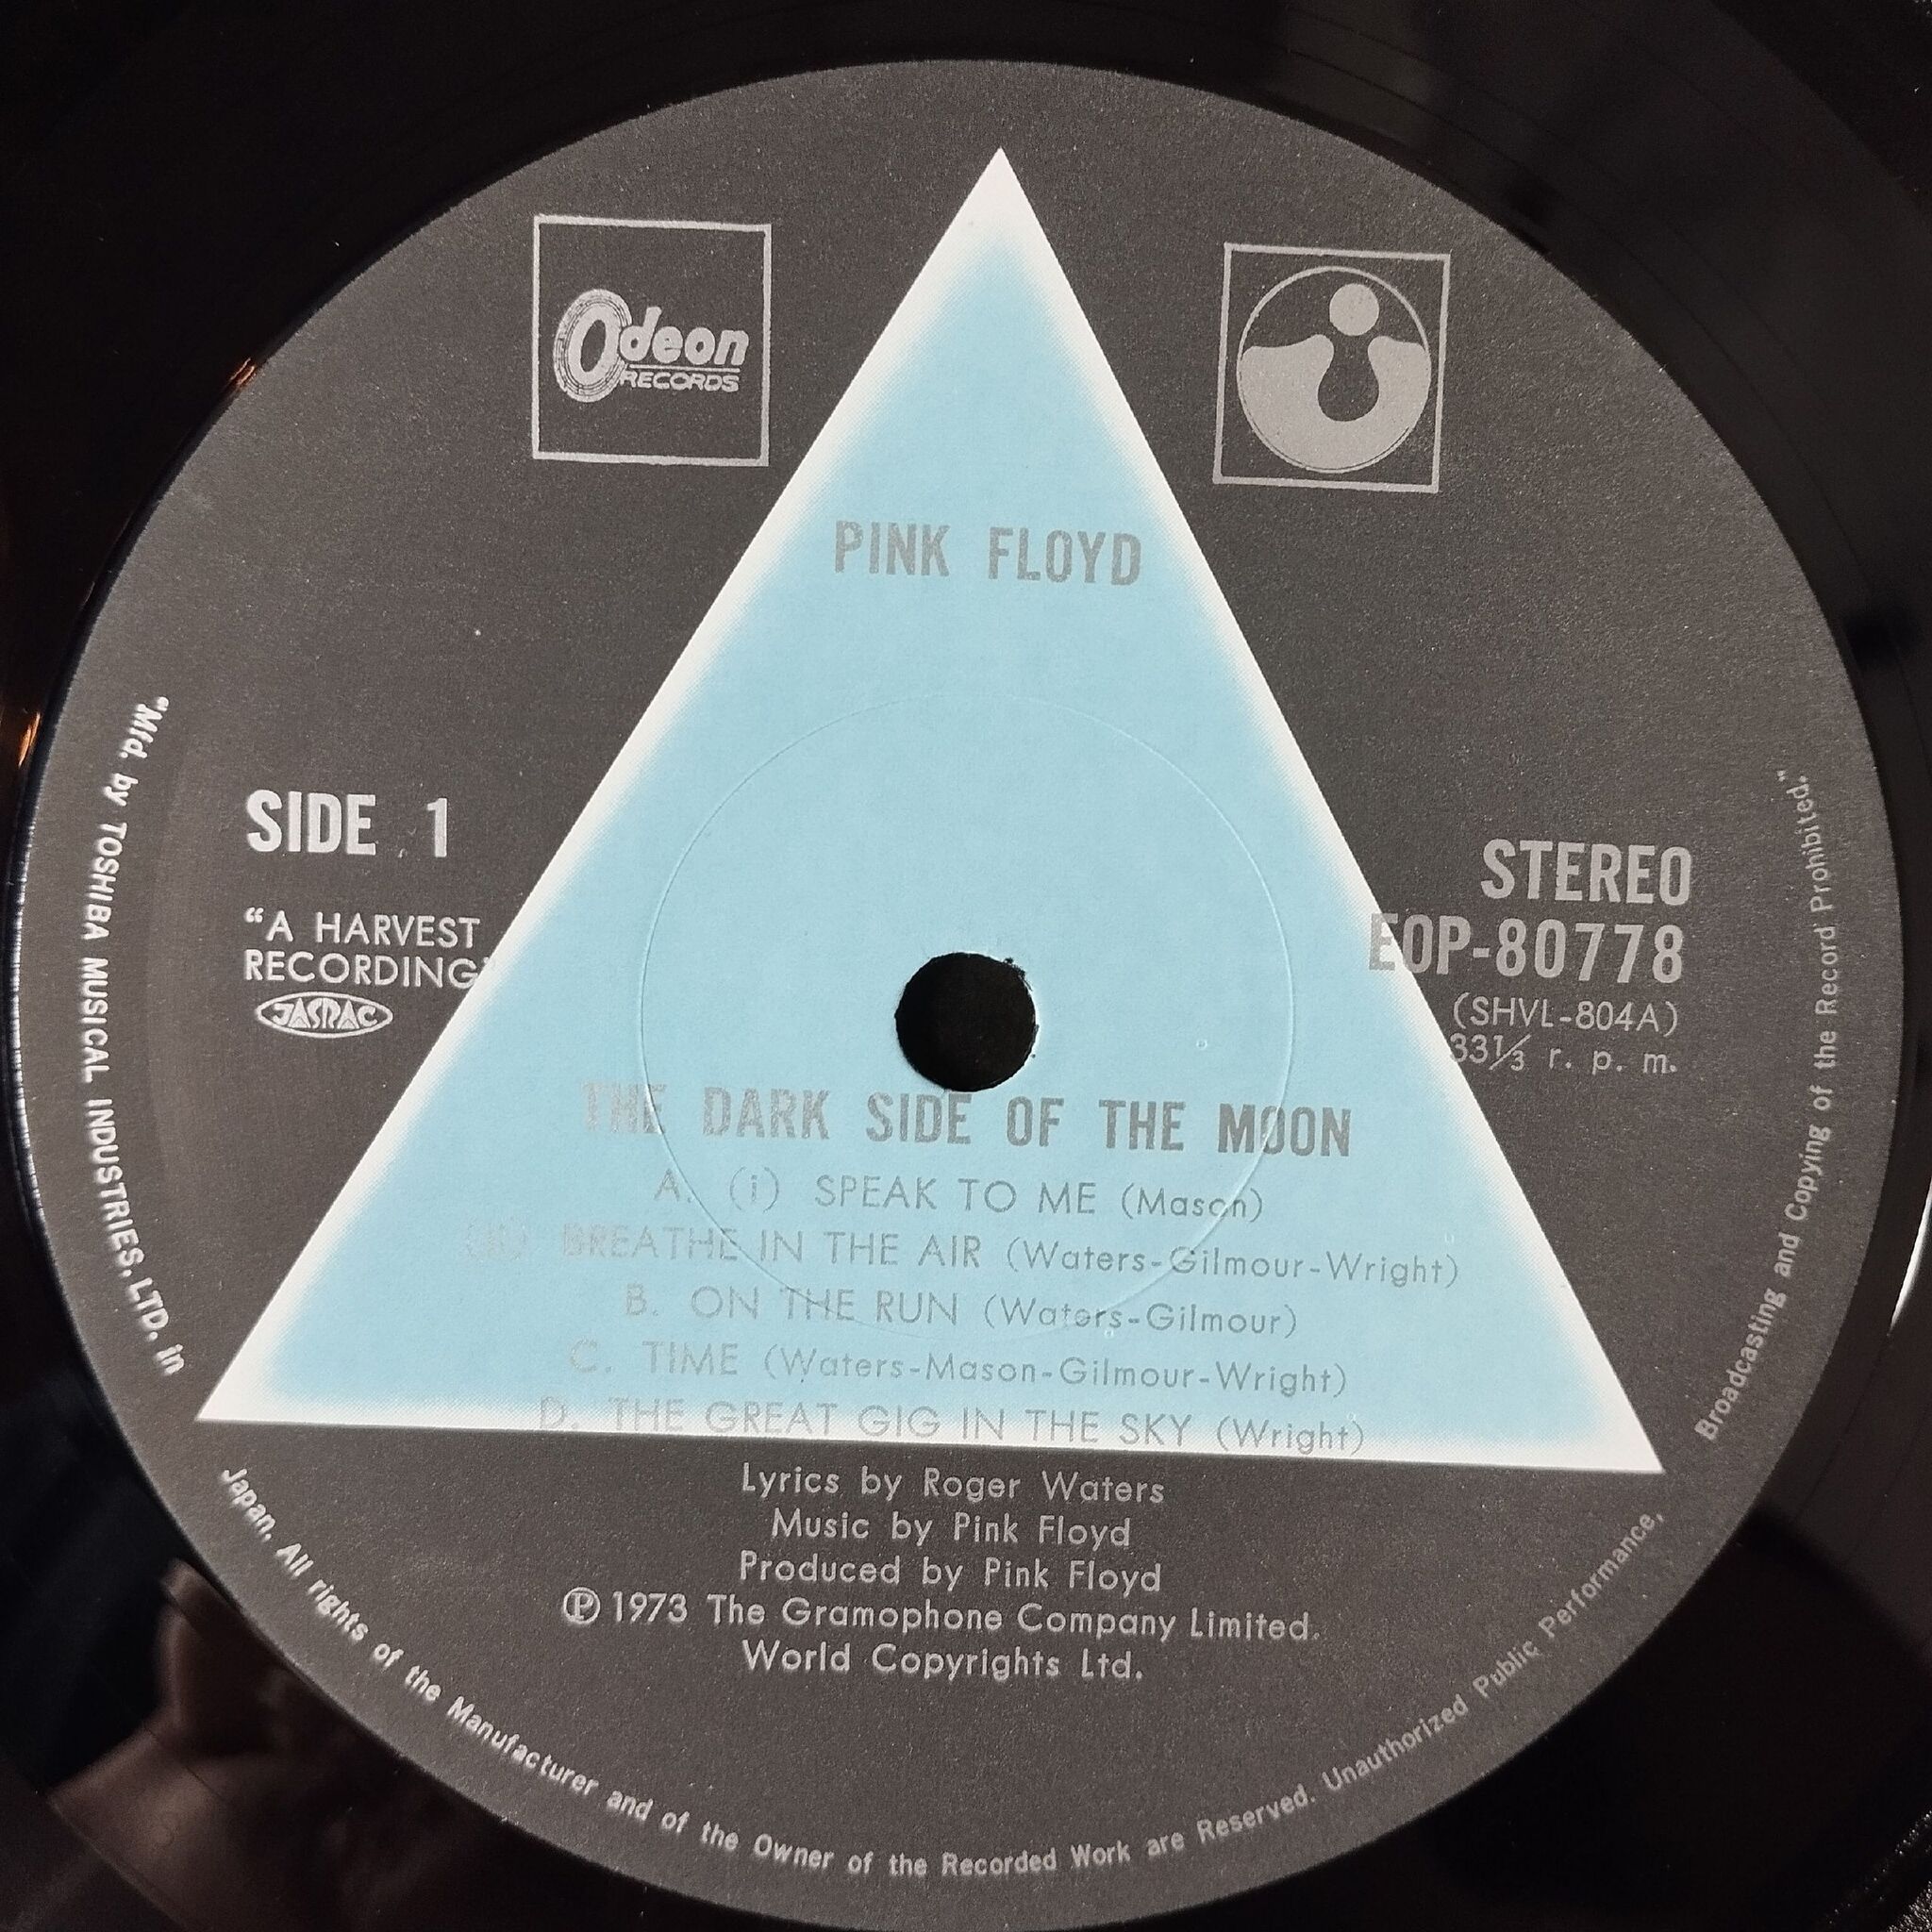 Odeon
RECORDS
PINK FLOYD
SIDE 1
"A HARVEST
RECORDING"
JASRAC
STEREO
EOP-80778
(SHVL-804A)
33⅓ r. p. m.
THE DARK SIDE OF THE MOON
A. (i) SPEAK TO ME (Mason)
(ii) BREATHE IN THE AIR (Waters-Gilmour-Wright)
B. ON THE RUN (Waters-Gilmour)
C. TIME (Waters-Mason-Gilmour-Wright)
D. THE GREAT GIG IN THE SKY (Wright)
Lyrics by Roger Waters
Music by Pink Floyd
Produced by Pink Floyd
℗ 1973 The Gramophone Company Limited.
World Copyrights Ltd.
"Mfd. by TOSHIBA MUSICAL INDUSTRIES, LTD. in Japan. All rights of the Manufacturer and of the Owner of the Recorded Work are Reserved. Unauthorized Public Performance, Broadcasting and Copying of the Record Prohibited."